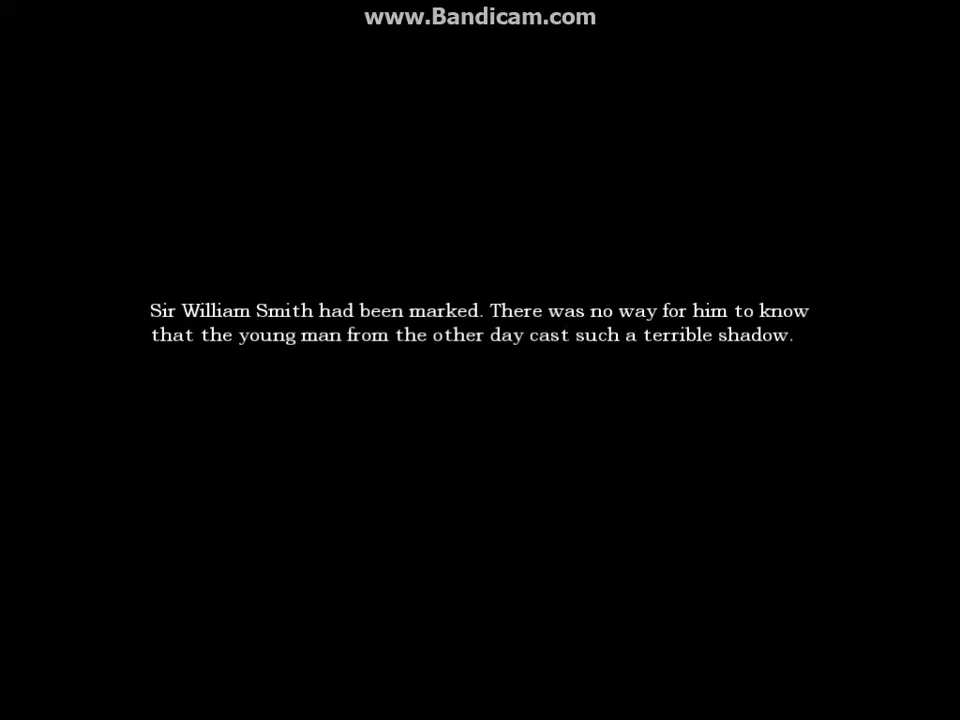 www.Bandicam.com
Sir William Smith had been marked. There was no way for him to know
that the young man from the other day cast such a terrible shadow.